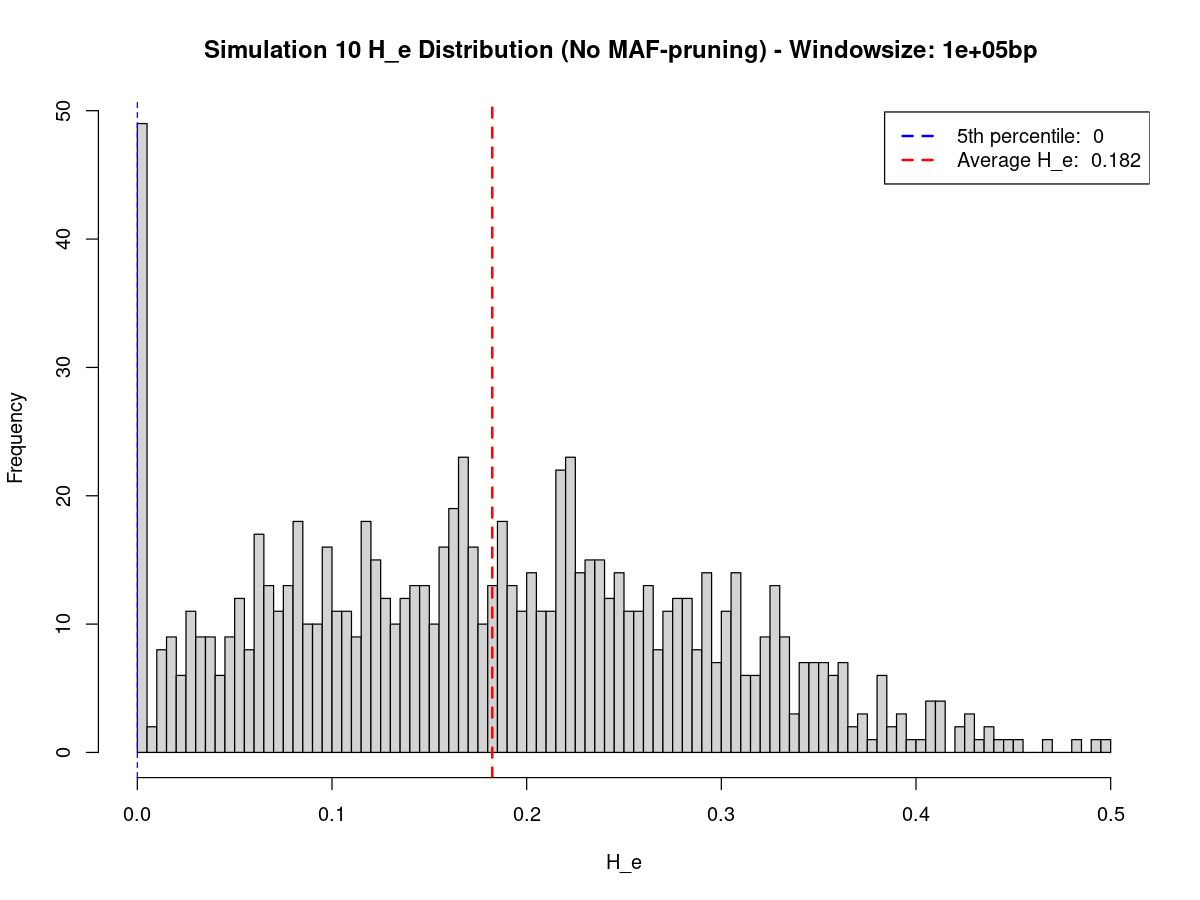 Simulation 10 H_e Distribution (No MAF-pruning) - Windowsize: 1e+05bp
5th percentile:  0
Average H_e:  0.182
Frequency
50
40
30
20
10
0
0.0 0.1 0.2 0.3 0.4 0.5
H_e